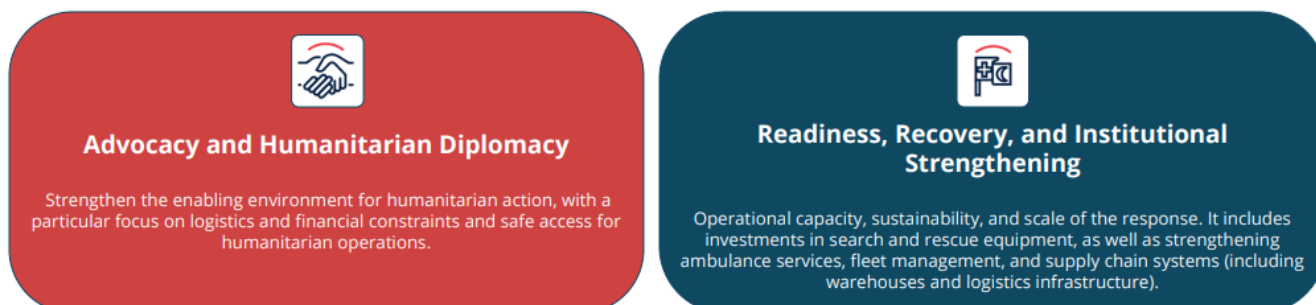 Advocacy and Humanitarian Diplomacy
Strengthen the enabling environment for humanitarian action, with a
particular focus on logistics and financial constraints and safe access for
humanitarian operations.
Readiness, Recovery, and Institutional
Strengthening
Operational capacity, sustainability, and scale of the response. It includes
investments in search and rescue equipment, as well as strengthening
ambulance services, fleet management, and supply chain systems (including
warehouses and logistics infrastructure).